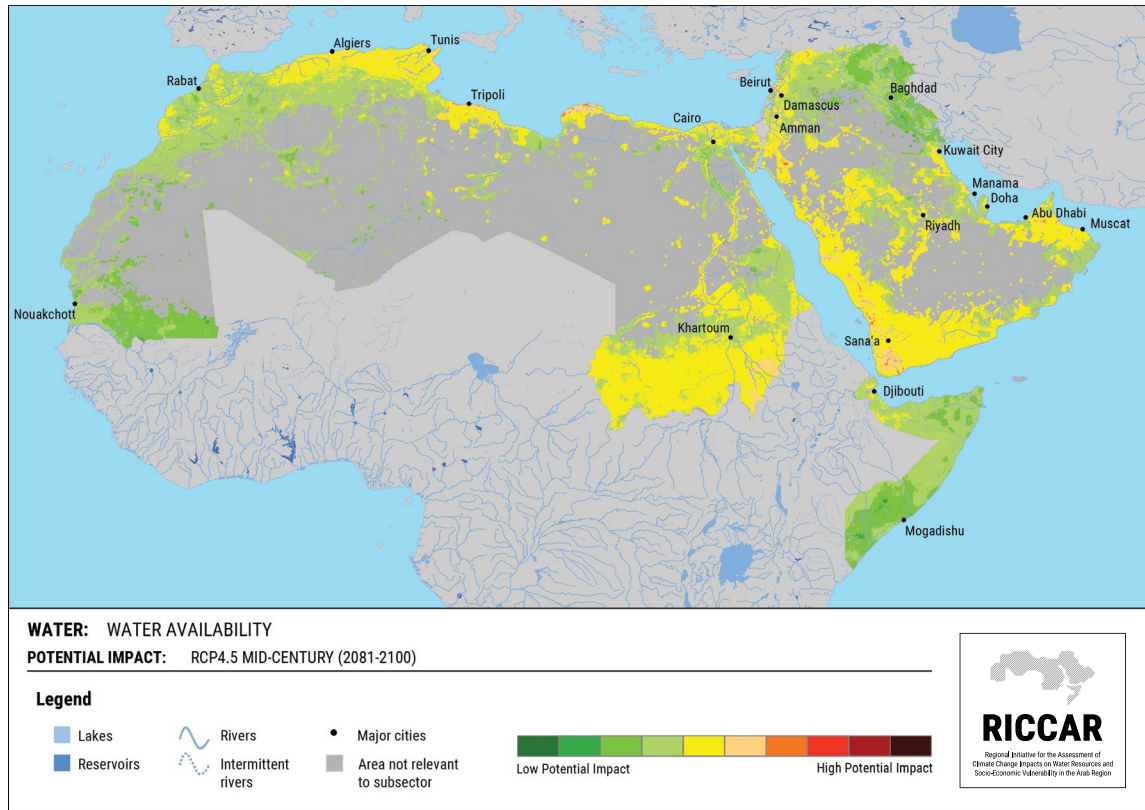 Algiers
Tunis
Rabat
Tripoli
Beirut
Damascus
Baghdad
Amman
Cairo
Kuwait City
Manama
Doha
Abu Dhabi
Riyadh
Muscat
Nouakchott
Khartoum
Sana'a
Djibouti
Mogadishu
WATER: WATER AVAILABILITY
POTENTIAL IMPACT: RCP4.5 MID-CENTURY (2081-2100)
Legend
Lakes
Reservoirs
Rivers
Intermittent
rivers
Major cities
Area not relevant
to subsector
Low Potential Impact
High Potential Impact
RICCAR
Regional Initiative for the Assessment of
Climate Change Impacts on Water Resources and
Socio-Economic Vulnerability in the Arab Region